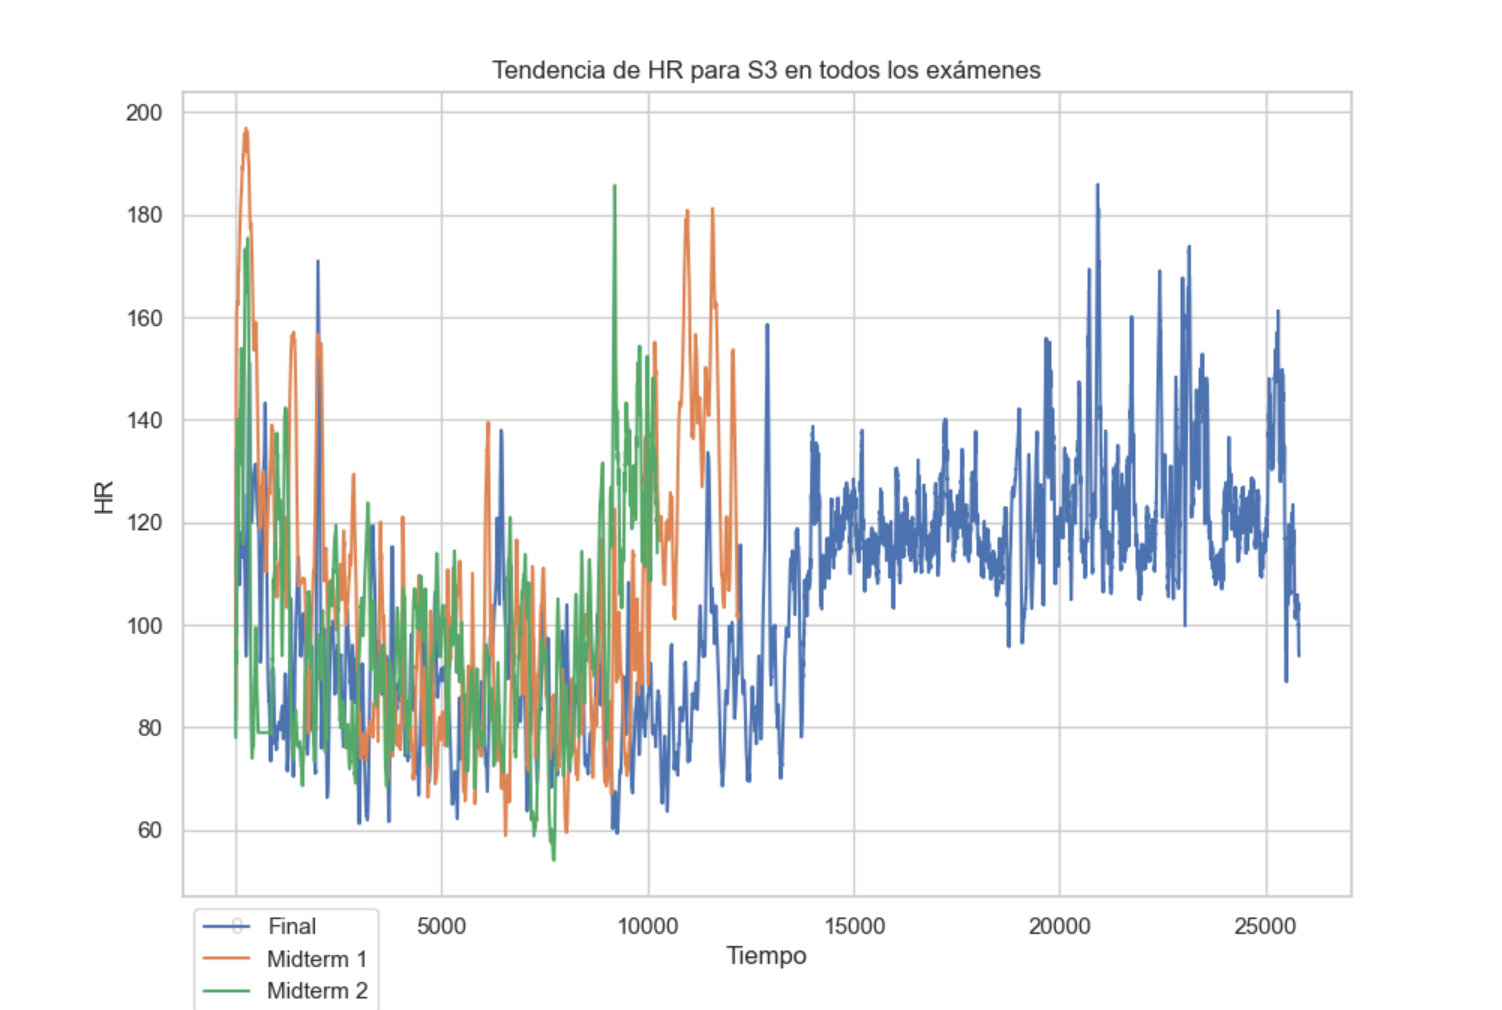 Tendencia de HR para S3 en todos los exámenes
200
180
160
140
120
100
80
60
HR
0
5000
10000
15000
20000
25000
Tiempo
Final
Midterm 1
Midterm 2